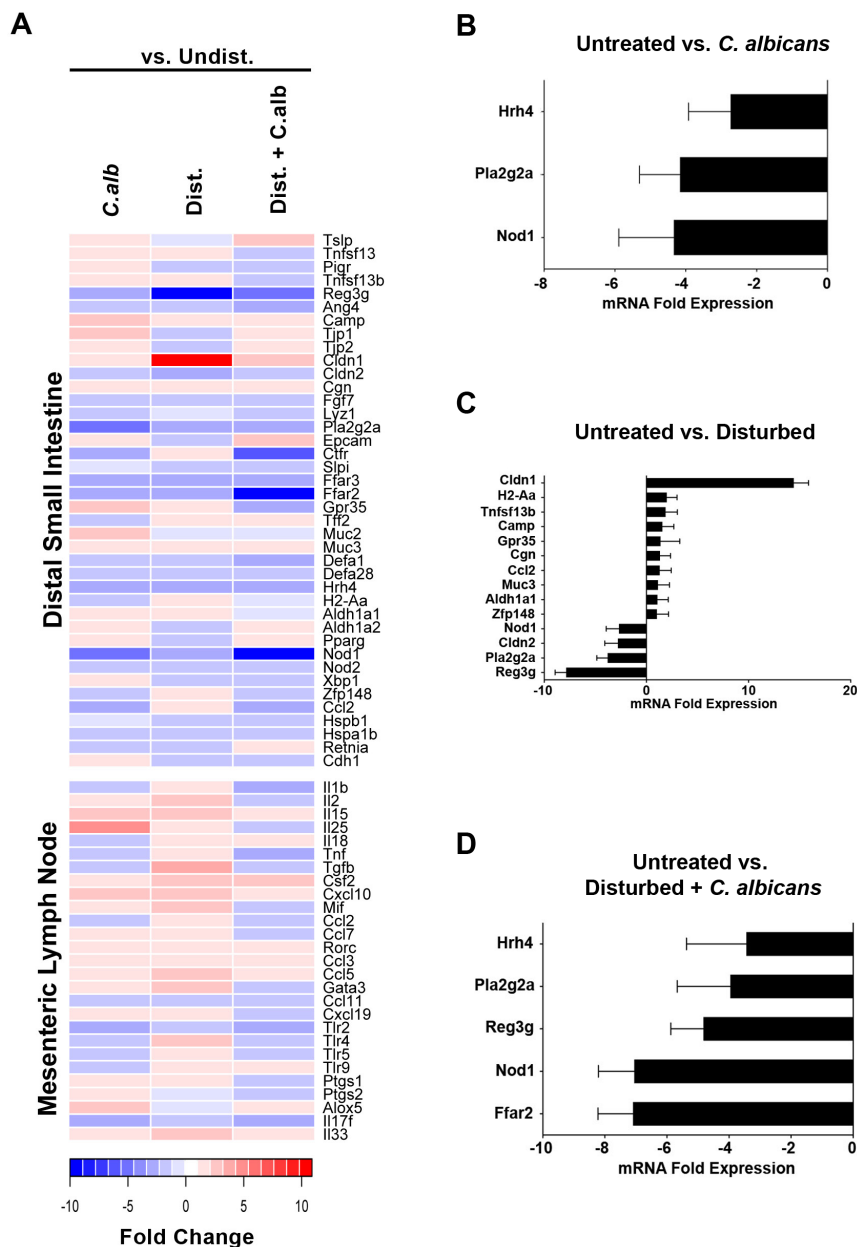 A
vs. Undist.
C.alb
Dist.
Dist. + C.alb
Distal Small Intestine
Tslp
Tnfsf13
Pigr
Tnfsf13b
Reg3g
Ang4
Camp
Tjp1
Tjp2
Cldn1
Cldn2
Cgn
Fgf7
Lyz1
Pla2g2a
Epcam
Ctfr
Slpi
Ffar3
Ffar2
Gpr35
Tff2
Muc2
Muc3
Defa1
Defa28
Hrh4
H2-Aa
Aldh1a1
Aldh1a2
Pparg
Nod1
Nod2
Xbp1
Zfp148
Ccl2
Hspb1
Hspa1b
Retnia
Cdh1
Mesenteric Lymph Node
Il1b
Il2
Il15
Il25
Il18
Tnf
Tgfb
Csf2
Cxcl10
Mif
Ccl2
Ccl7
Rorc
Ccl3
Ccl5
Gata3
Ccl11
Cxcl19
Tlr2
Tlr4
Tlr5
Tlr9
Ptgs1
Ptgs2
Alox5
Il17f
Il33
-10 -5 0 5 10
Fold Change
B
Untreated vs. C. albicans
Hrh4
Pla2g2a
Nod1
-8 -6 -4 -2 0
mRNA Fold Expression
C
Untreated vs. Disturbed
Cldn1
H2-Aa
Tnfsf13b
Camp
Gpr35
Cgn
Ccl2
Muc3
Aldh1a1
Zfp148
Nod1
Cldn2
Pla2g2a
Reg3g
-10 0 10 20
mRNA Fold Expression
D
Untreated vs.
Disturbed + C. albicans
Hrh4
Pla2g2a
Reg3g
Nod1
Ffar2
-10 -8 -6 -4 -2 0
mRNA Fold Expression